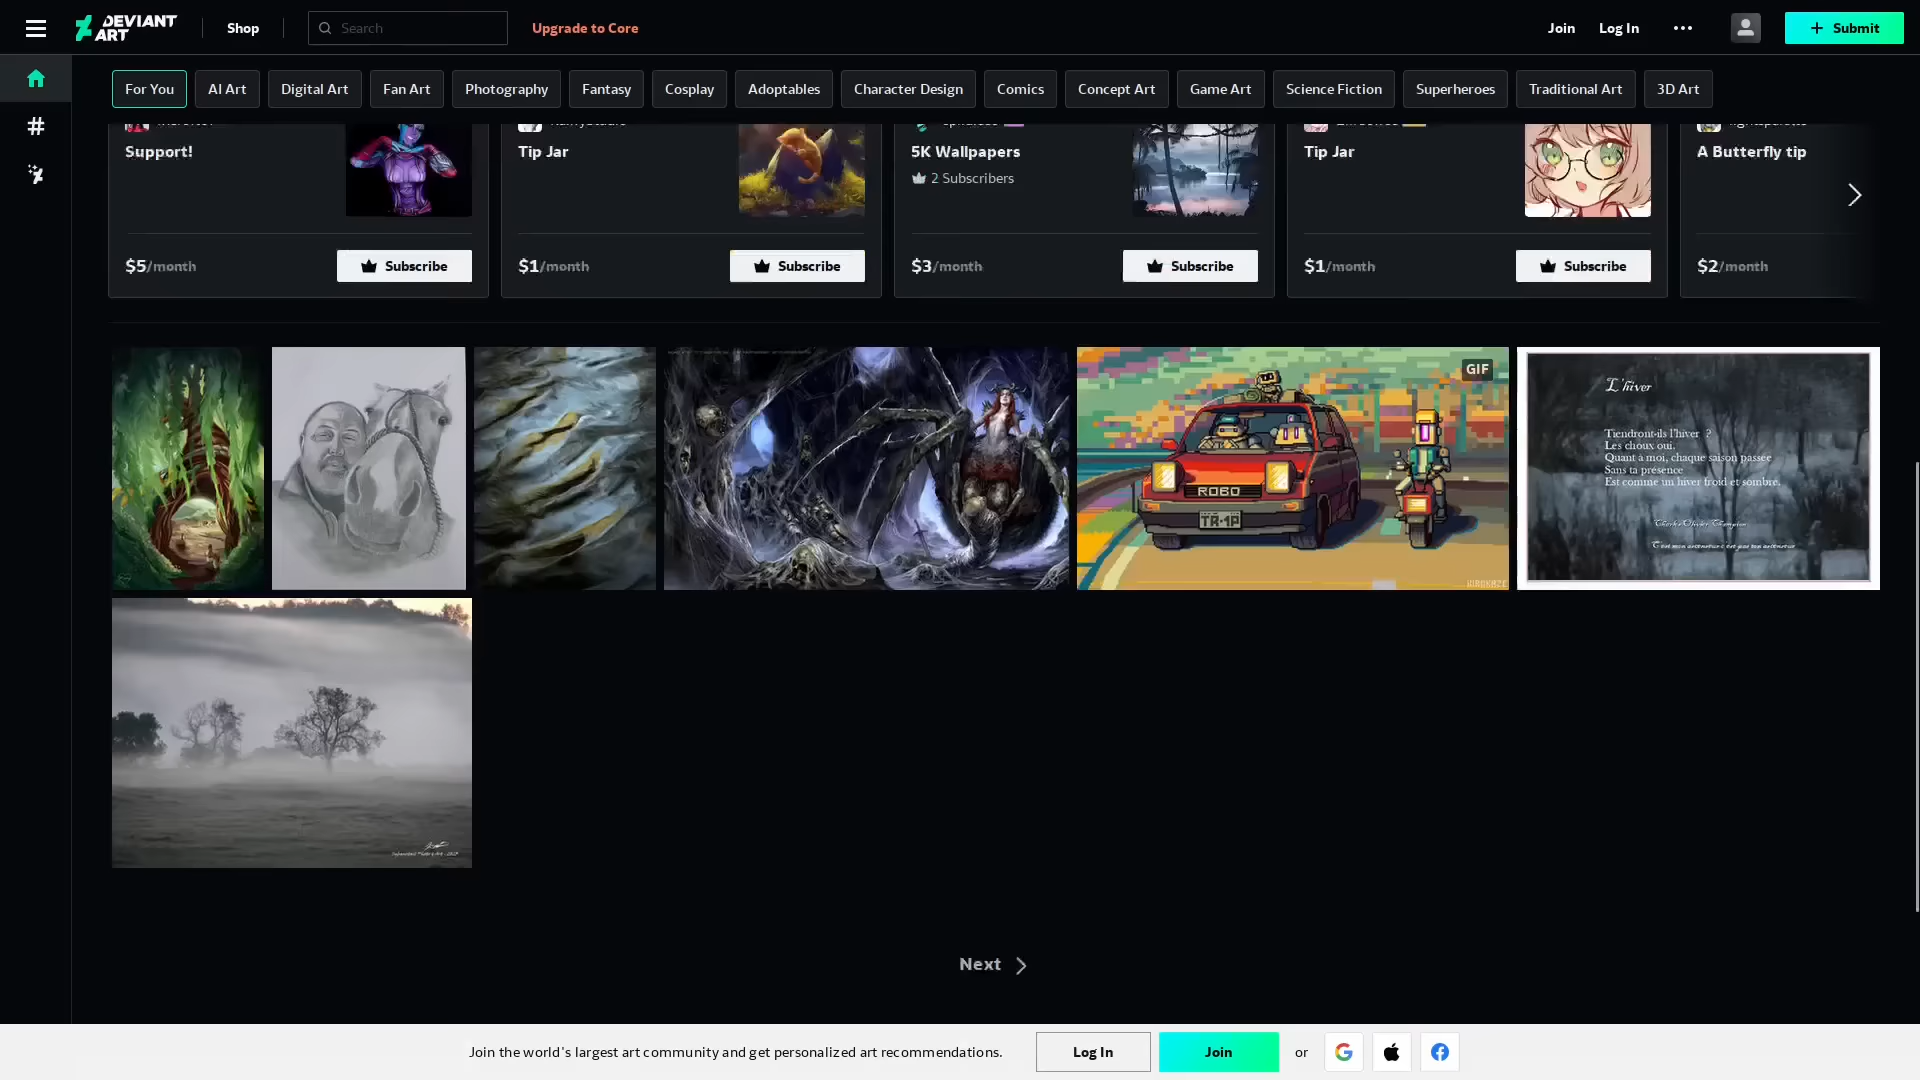 DEVIANT ART
Shop
Search
Upgrade to Core
Join
Log In
Submit
For You
AI Art
Digital Art
Fan Art
Photography
Fantasy
Cosplay
Adoptables
Character Design
Comics
Concept Art
Game Art
Science Fiction
Superheroes
Traditional Art
3D Art
Support!
Tip Jar
5K Wallpapers
2 Subscribers
Tip Jar
A Butterfly tip
$5/month
Subscribe
$1/month
Subscribe
$3/month
Subscribe
$1/month
Subscribe
$2/month
GIF
ROBO
TR-1P
L'hiver
Tiendront-ils l'hiver ?
Les choux oui.
Quant à moi, chaque saison passée
Sans ta présence
Est comme un hiver froid et sombre.
Next
Join the world's largest art community and get personalized art recommendations.
Log In
Join
or